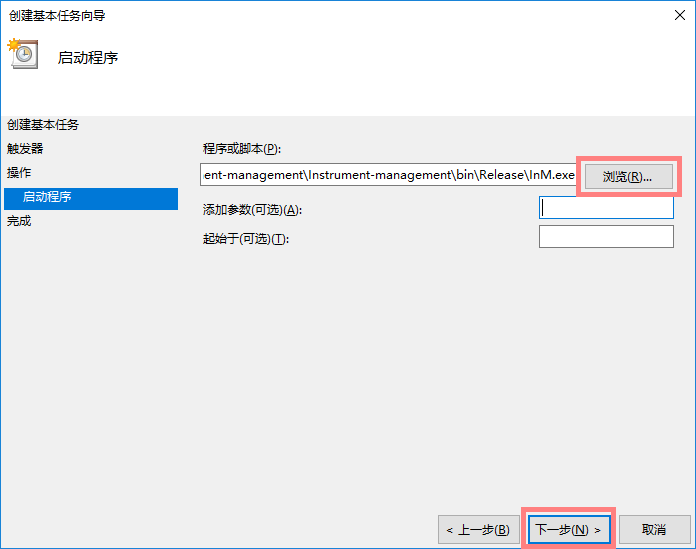 创建基本任务向导
启动程序
创建基本任务
触发器
操作
启动程序
完成
程序或脚本(P):
ent-management\Instrument-management\bin\Release\InM.exe
浏览(R)...
添加参数(可选)(A):
起始于(可选)(T):
< 上一步(B)
下一步(N) >
取消